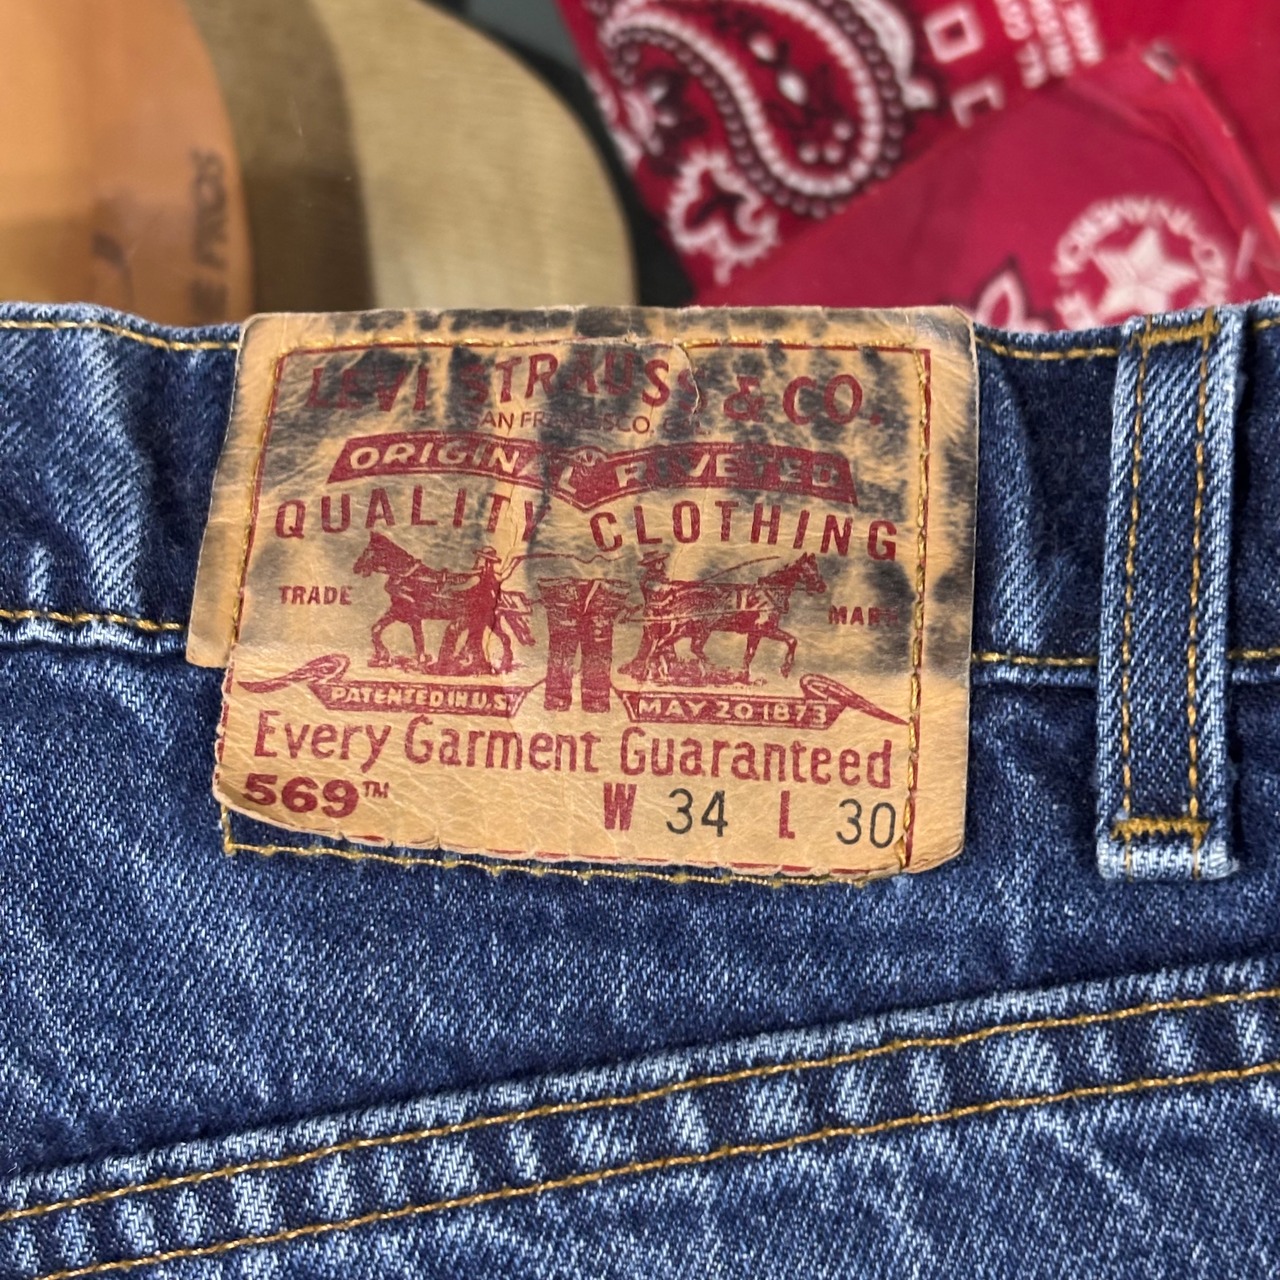 E PROS
LEVI STRAUSS & CO.
SAN FRANCISCO, CAL.
ORIGINAL RIVETED
QUALITY CLOTHING
TRADE MARK
PATENTED IN U.S. MAY 20 1873
Every Garment Guaranteed
569™ W 34 L 30